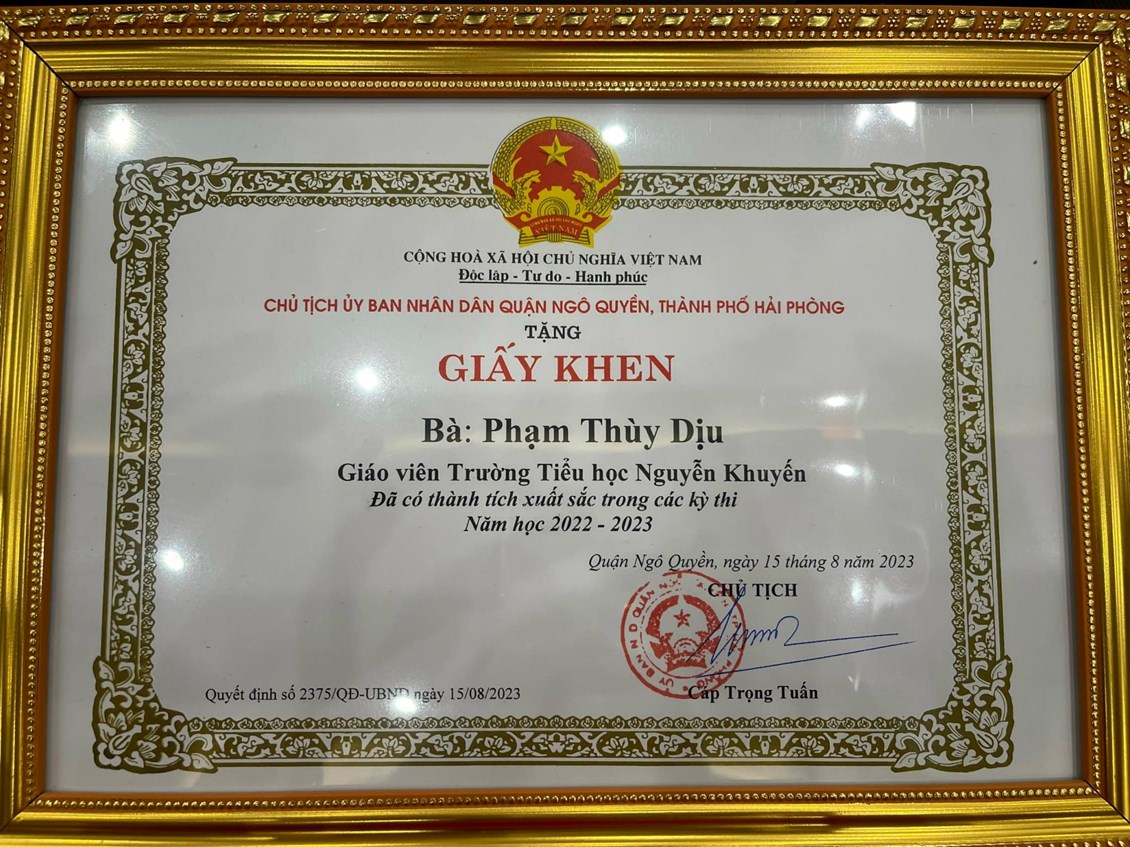 VIỆT NAM
CỘNG HOÀ XÃ HỘI CHỦ NGHĨA VIỆT NAM
Độc lập - Tự do - Hạnh phúc
CHỦ TỊCH ỦY BAN NHÂN DÂN QUẬN NGÔ QUYỀN, THÀNH PHỐ HẢI PHÒNG
TẶNG
GIẤY KHEN
Bà: Phạm Thùy Dịu
Giáo viên Trường Tiểu học Nguyễn Khuyến
Đã có thành tích xuất sắc trong các kỳ thi
Năm học 2022 - 2023
Quận Ngô Quyền, ngày 15 tháng 8 năm 2023
CHỦ TỊCH
Cáp Trọng Tuấn
Quyết định số 2375/QĐ-UBND ngày 15/08/2023